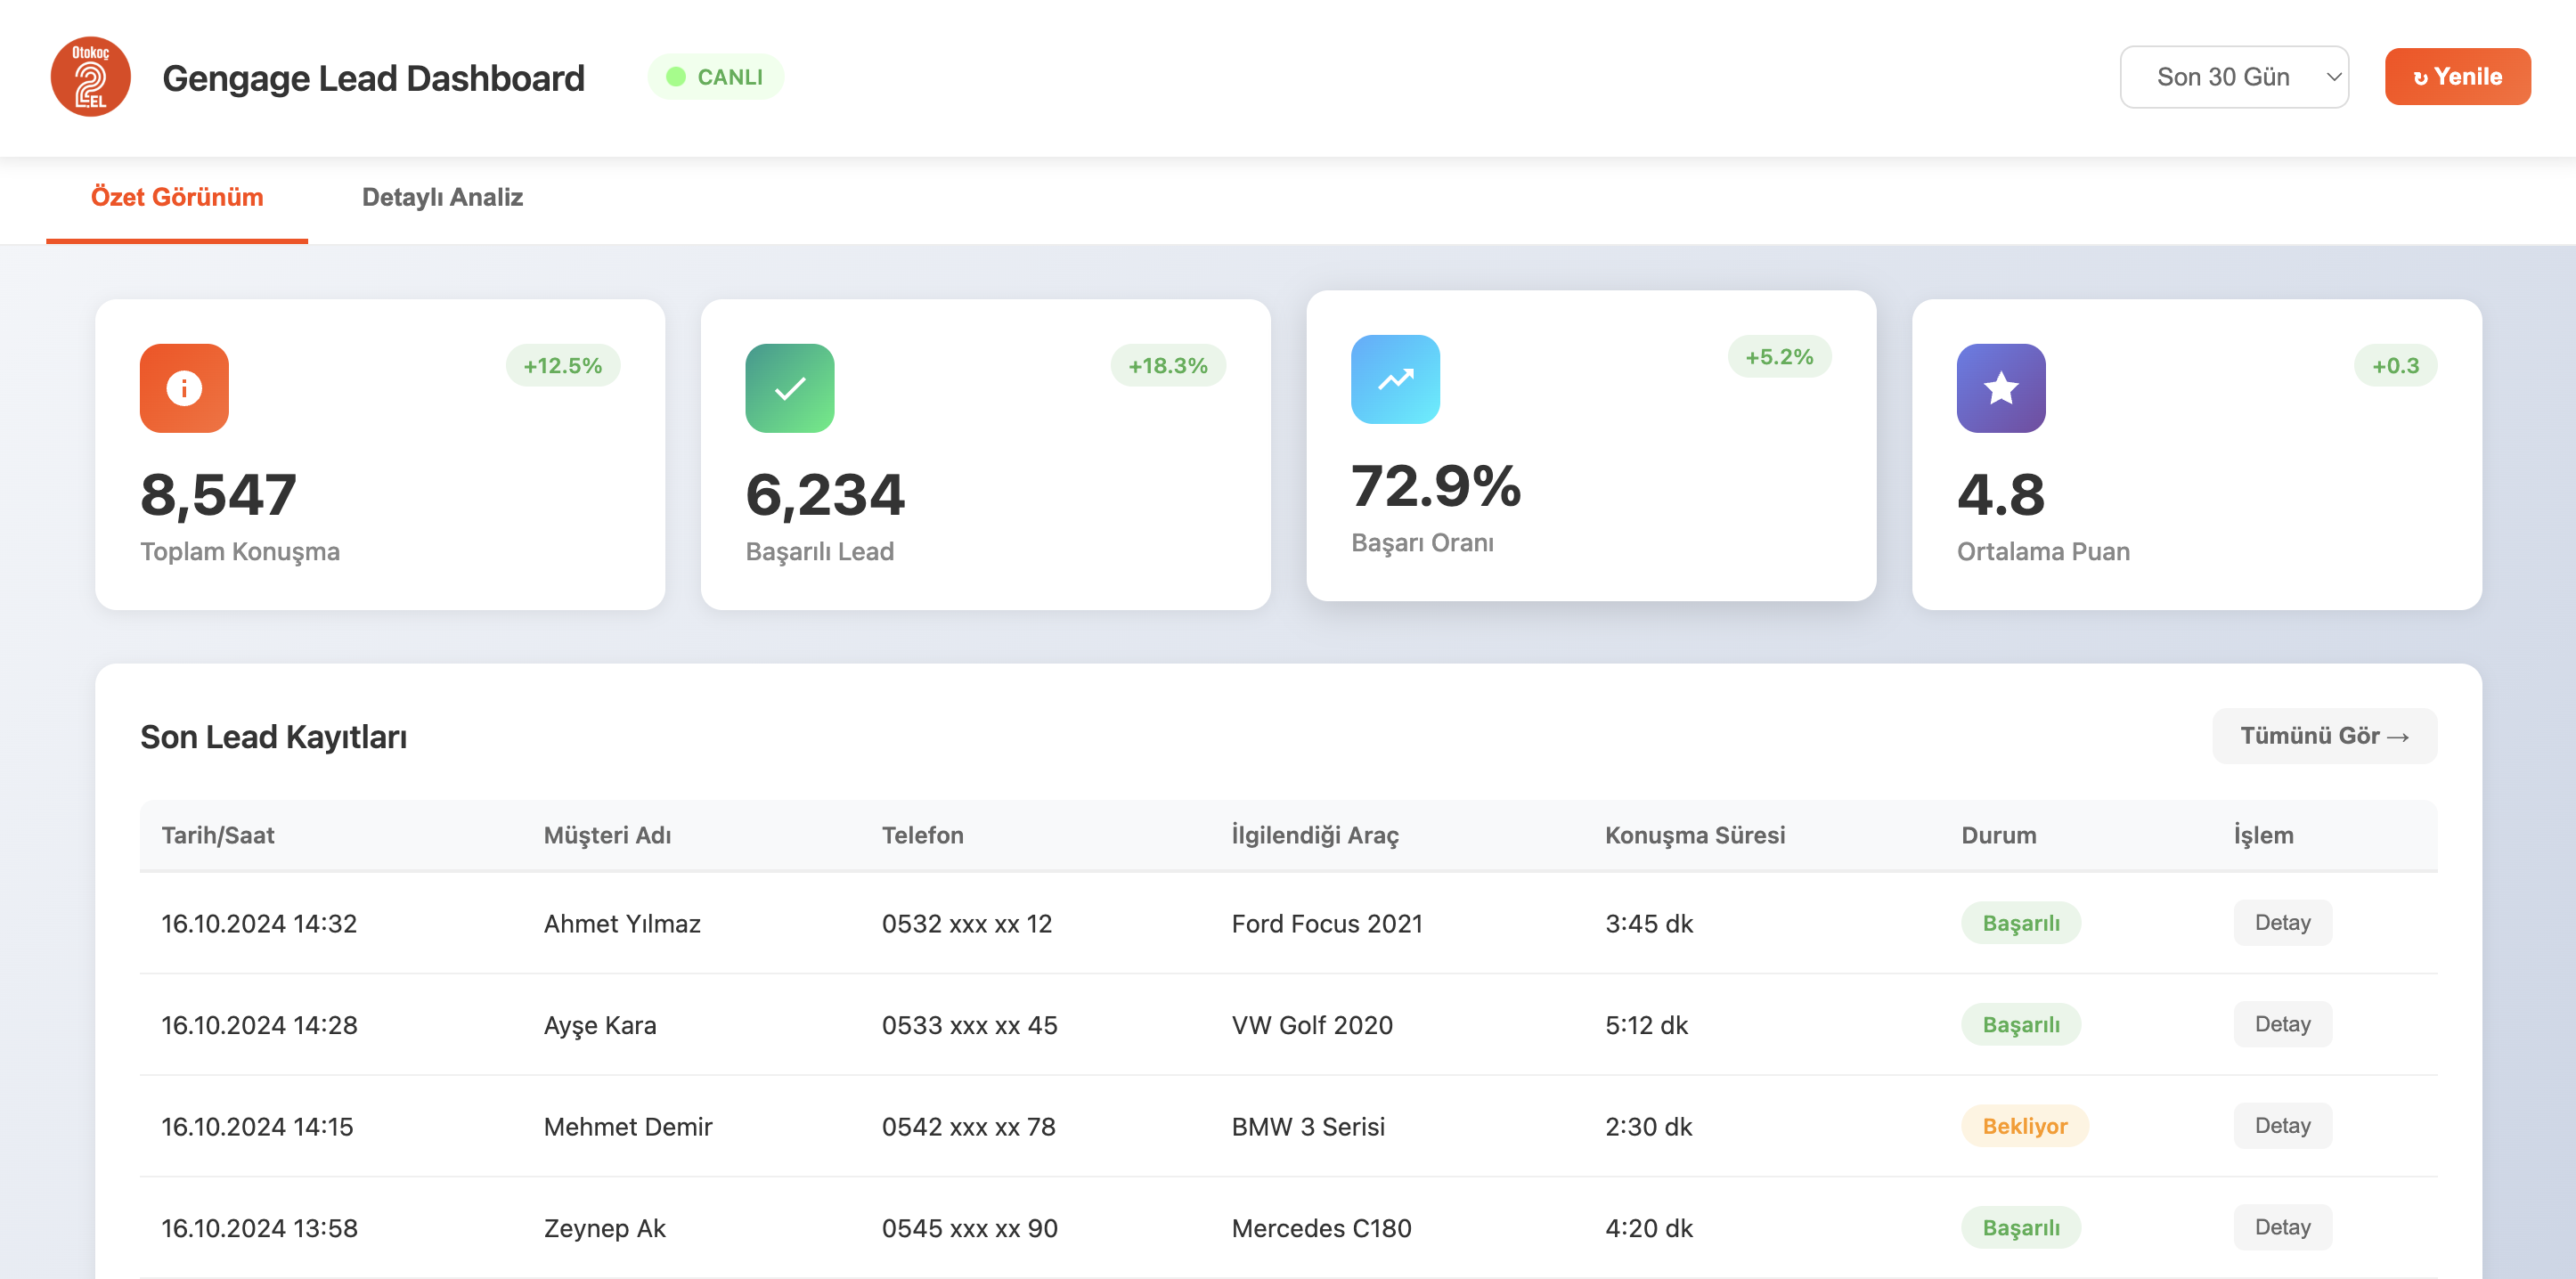 Otokoç
2
.EL
Gengage Lead Dashboard
CANLI
Son 30 Gün
↻ Yenile
Özet Görünüm
Detaylı Analiz
+12.5%
8,547
Toplam Konuşma
+18.3%
6,234
Başarılı Lead
+5.2%
72.9%
Başarı Oranı
+0.3
4.8
Ortalama Puan
Son Lead Kayıtları
Tümünü Gör →
Tarih/Saat Müşteri Adı Telefon İlgilendiği Araç Konuşma Süresi Durum İşlem
16.10.2024 14:32 Ahmet Yılmaz 0532 xxx xx 12 Ford Focus 2021 3:45 dk Başarılı Detay
16.10.2024 14:28 Ayşe Kara 0533 xxx xx 45 VW Golf 2020 5:12 dk Başarılı Detay
16.10.2024 14:15 Mehmet Demir 0542 xxx xx 78 BMW 3 Serisi 2:30 dk Bekliyor Detay
16.10.2024 13:58 Zeynep Ak 0545 xxx xx 90 Mercedes C180 4:20 dk Başarılı Detay